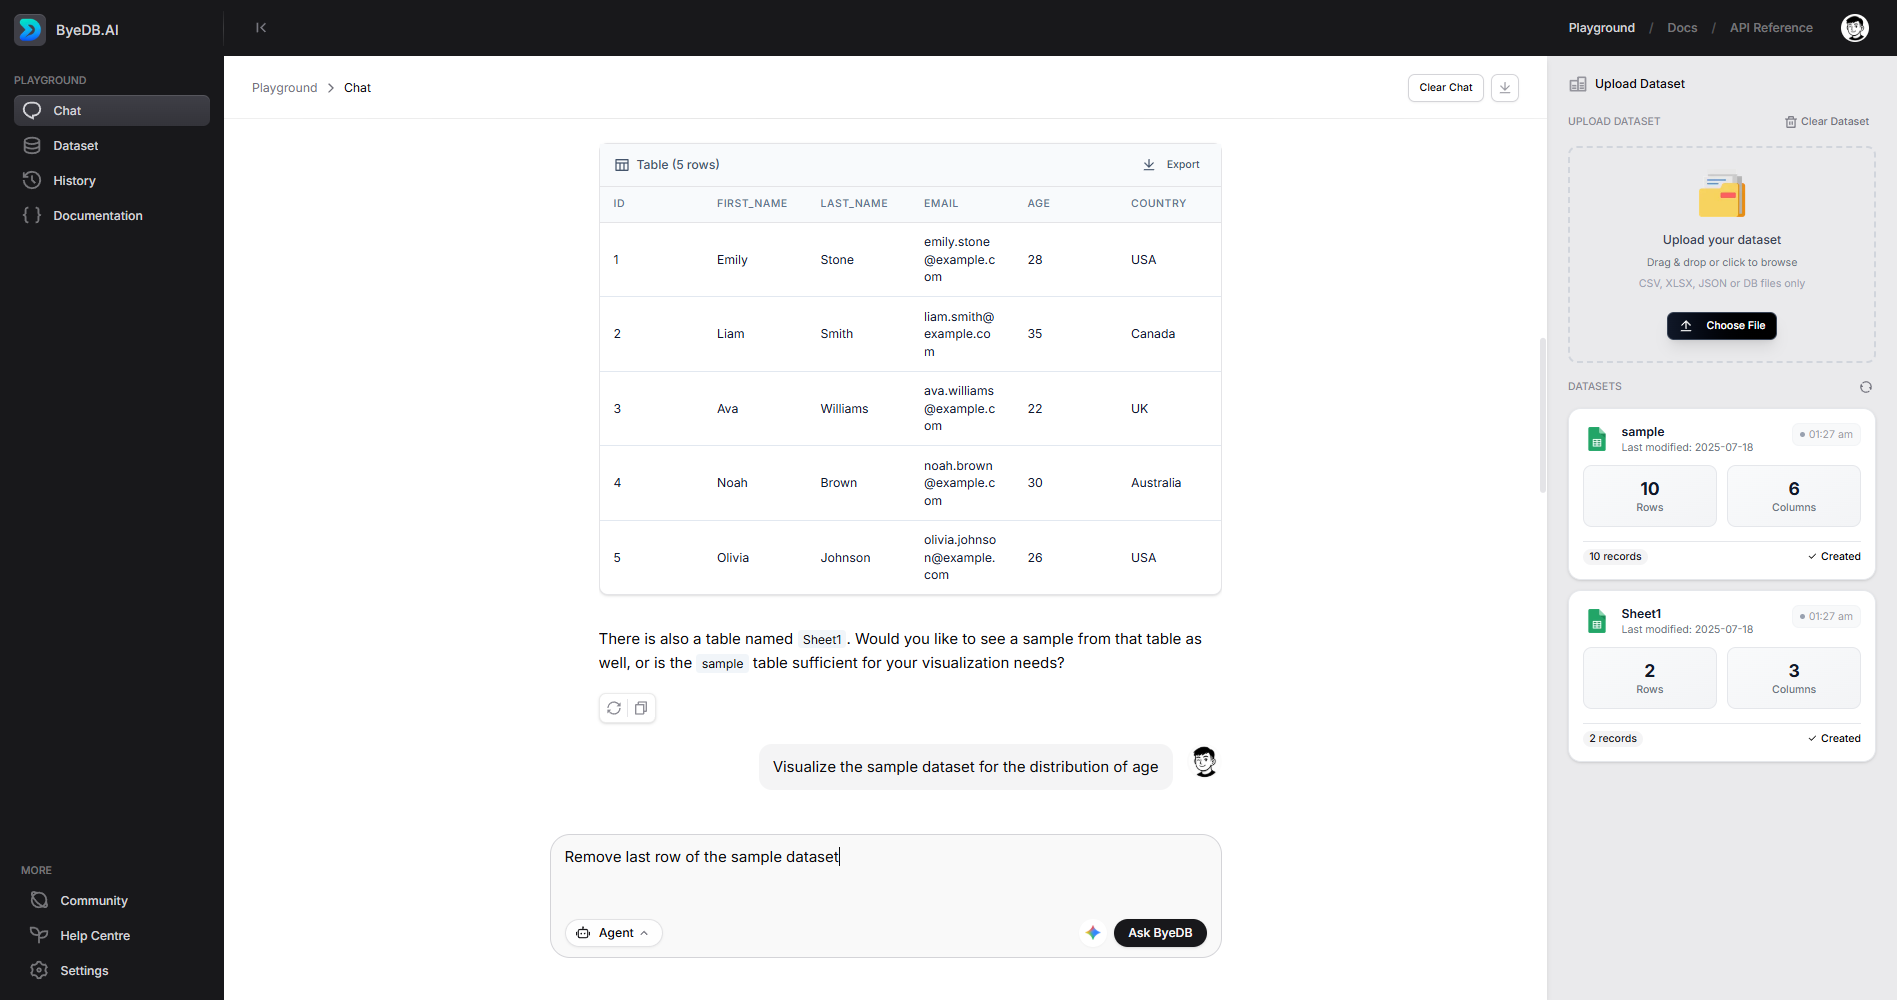 ByeDB.AI
Playground / Docs / API Reference
PLAYGROUND
Chat
Dataset
History
Documentation
MORE
Community
Help Centre
Settings
Playground > Chat
Clear Chat
Table (5 rows)
Export
ID FIRST_NAME LAST_NAME EMAIL AGE COUNTRY
1 Emily Stone emily.stone
@example.c
om 28 USA
2 Liam Smith liam.smith@
example.co
m 35 Canada
3 Ava Williams ava.williams
@example.c
om 22 UK
4 Noah Brown noah.brown
@example.c
om 30 Australia
5 Olivia Johnson olivia.johnso
n@example.
com 26 USA
There is also a table named Sheet1. Would you like to see a sample from that table as
well, or is the sample table sufficient for your visualization needs?
Visualize the sample dataset for the distribution of age
Remove last row of the sample dataset
Agent
Ask ByeDB
Upload Dataset
UPLOAD DATASET
Clear Dataset
Upload your dataset
Drag & drop or click to browse
CSV, XLSX, JSON or DB files only
Choose File
DATASETS
sample
Last modified: 2025-07-18
01:27 am
10
Rows
6
Columns
10 records
Created
Sheet1
Last modified: 2025-07-18
01:27 am
2
Rows
3
Columns
2 records
Created